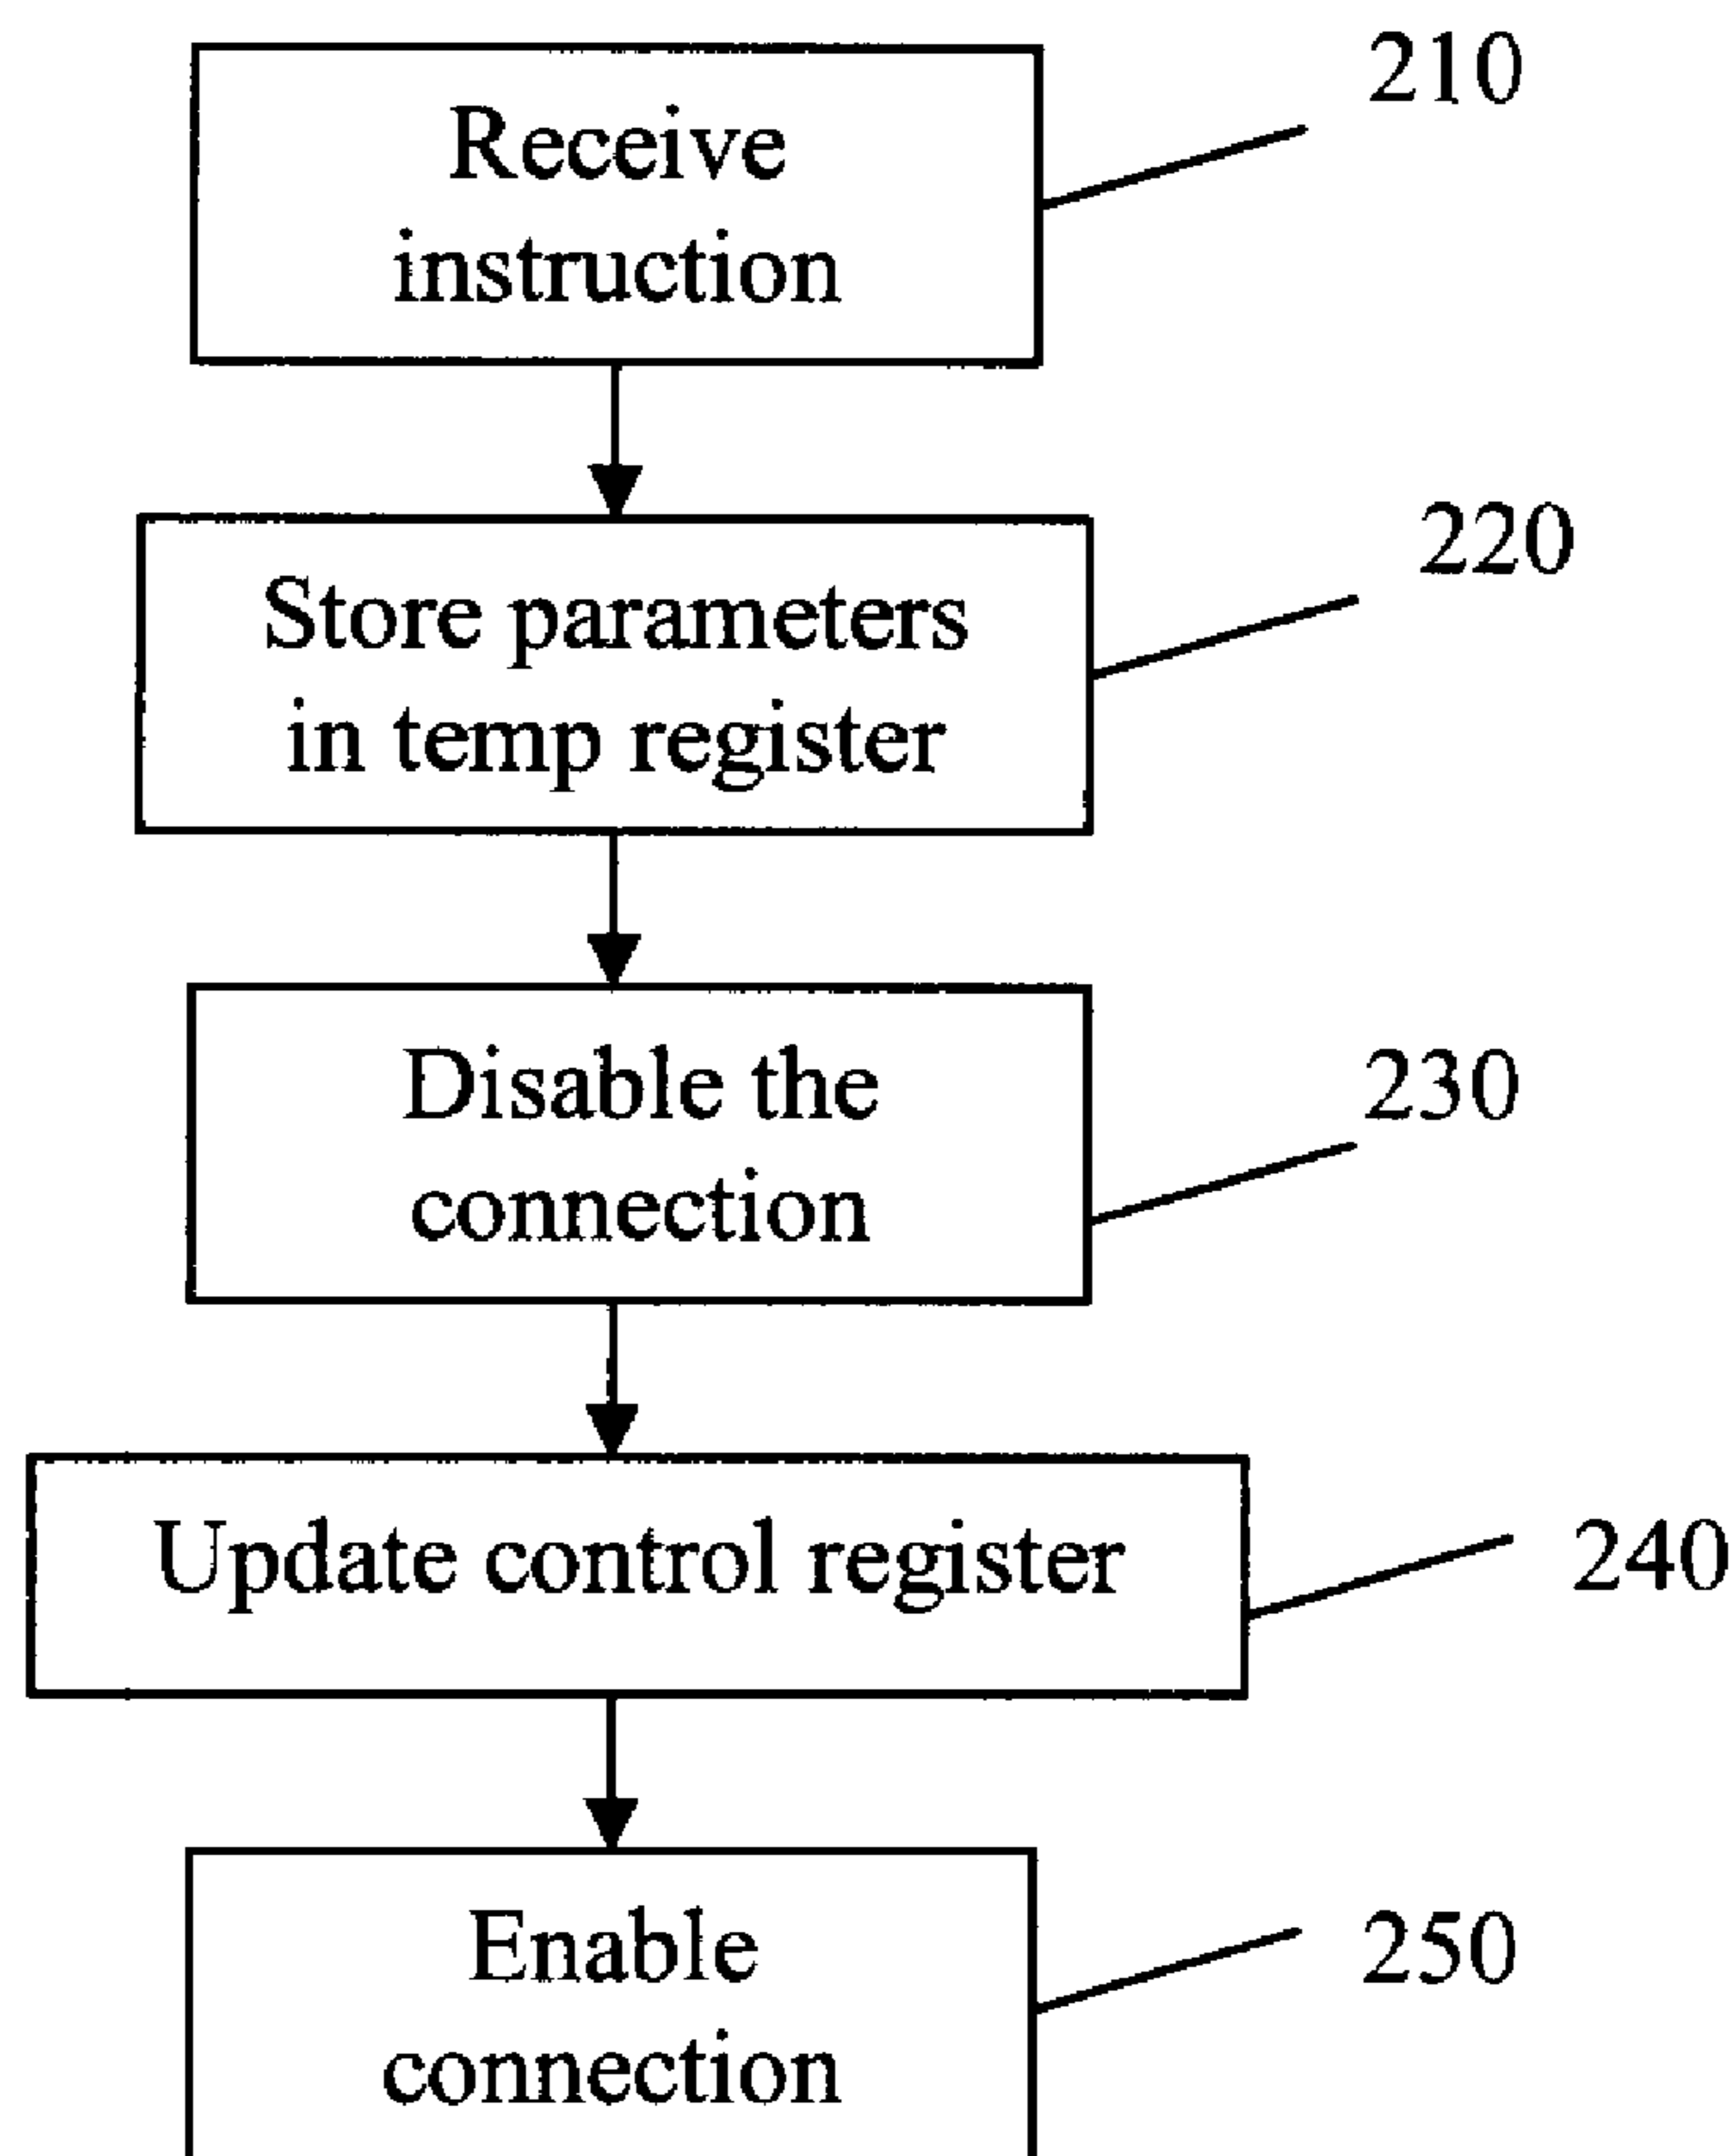 210
Receive
instruction
220
Store parameters
in temp register
230
Disable the
connection
240
Update control register
250
Enable
connection